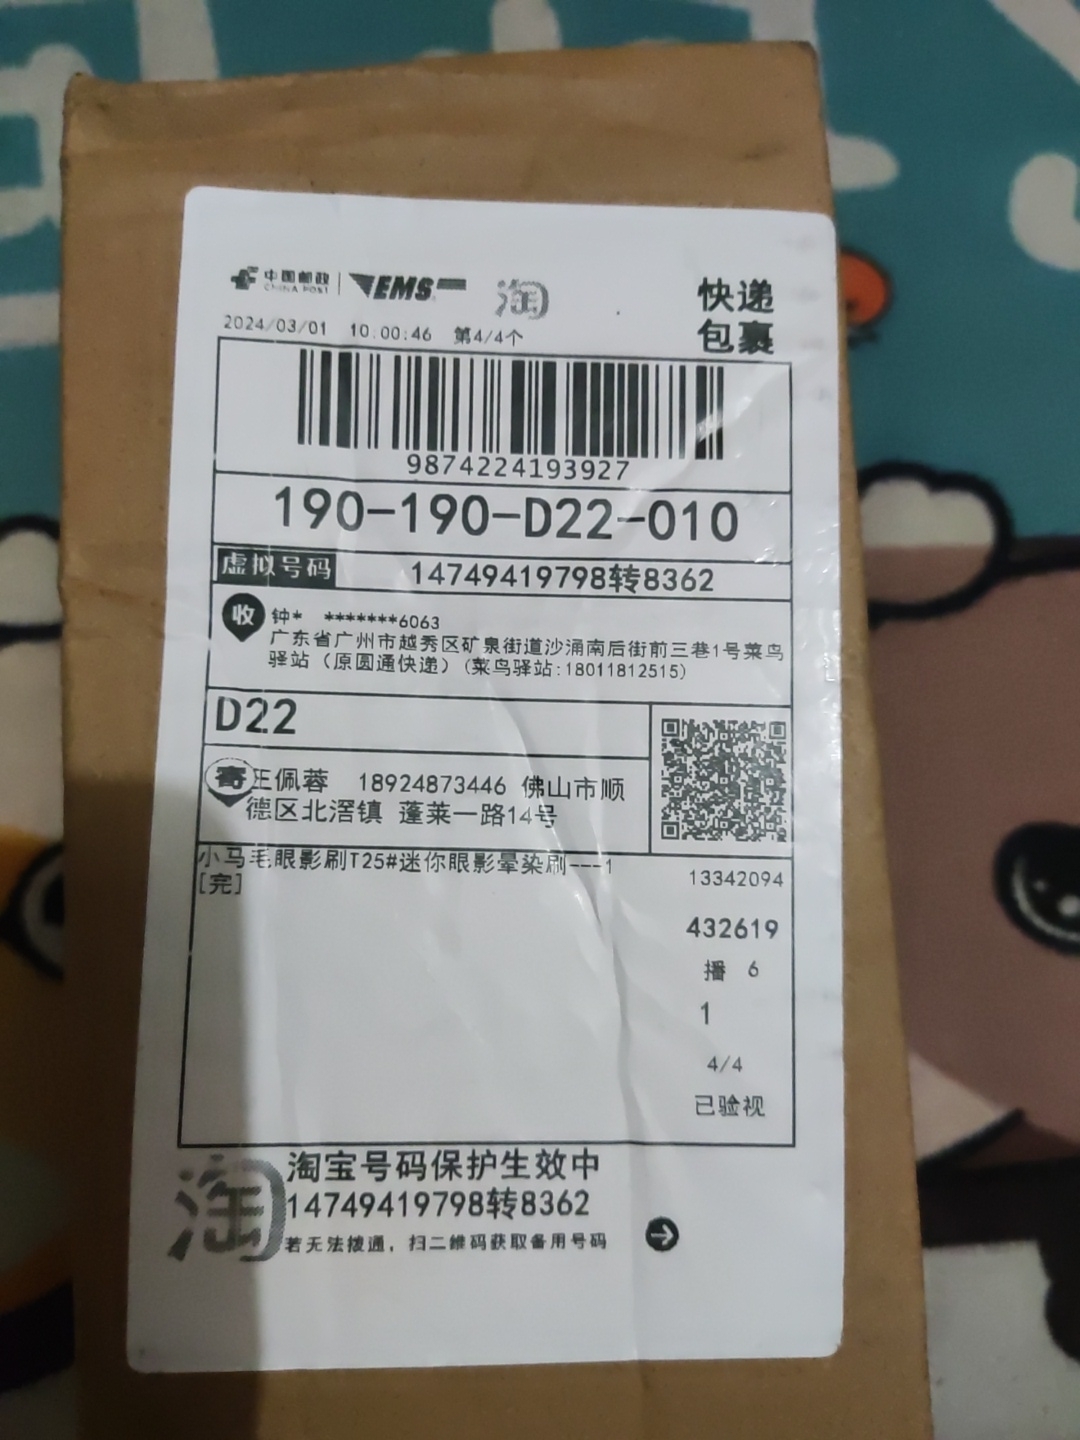 中国邮政 EMS 淘 快递
CHINA POST
2024/03/01 10:00:46 第4/4个 包裹
9874224193927
190-190-D22-010
虚拟号码 14749419798转8362
收 钟* *******6063
广东省广州市越秀区矿泉街道沙涌南后街前三巷1号菜鸟
驿站（原圆通快递）(菜鸟驿站:18011812515)
D22
寄 王佩蓉 18924873446 佛山市顺
德区北滘镇 蓬莱一路14号
小马毛眼影刷T25#迷你眼影晕染刷---1
[完]
13342094
432619
播 6
1
4/4
已验视
淘 淘宝号码保护生效中
14749419798转8362
若无法拨通，扫二维码获取备用号码